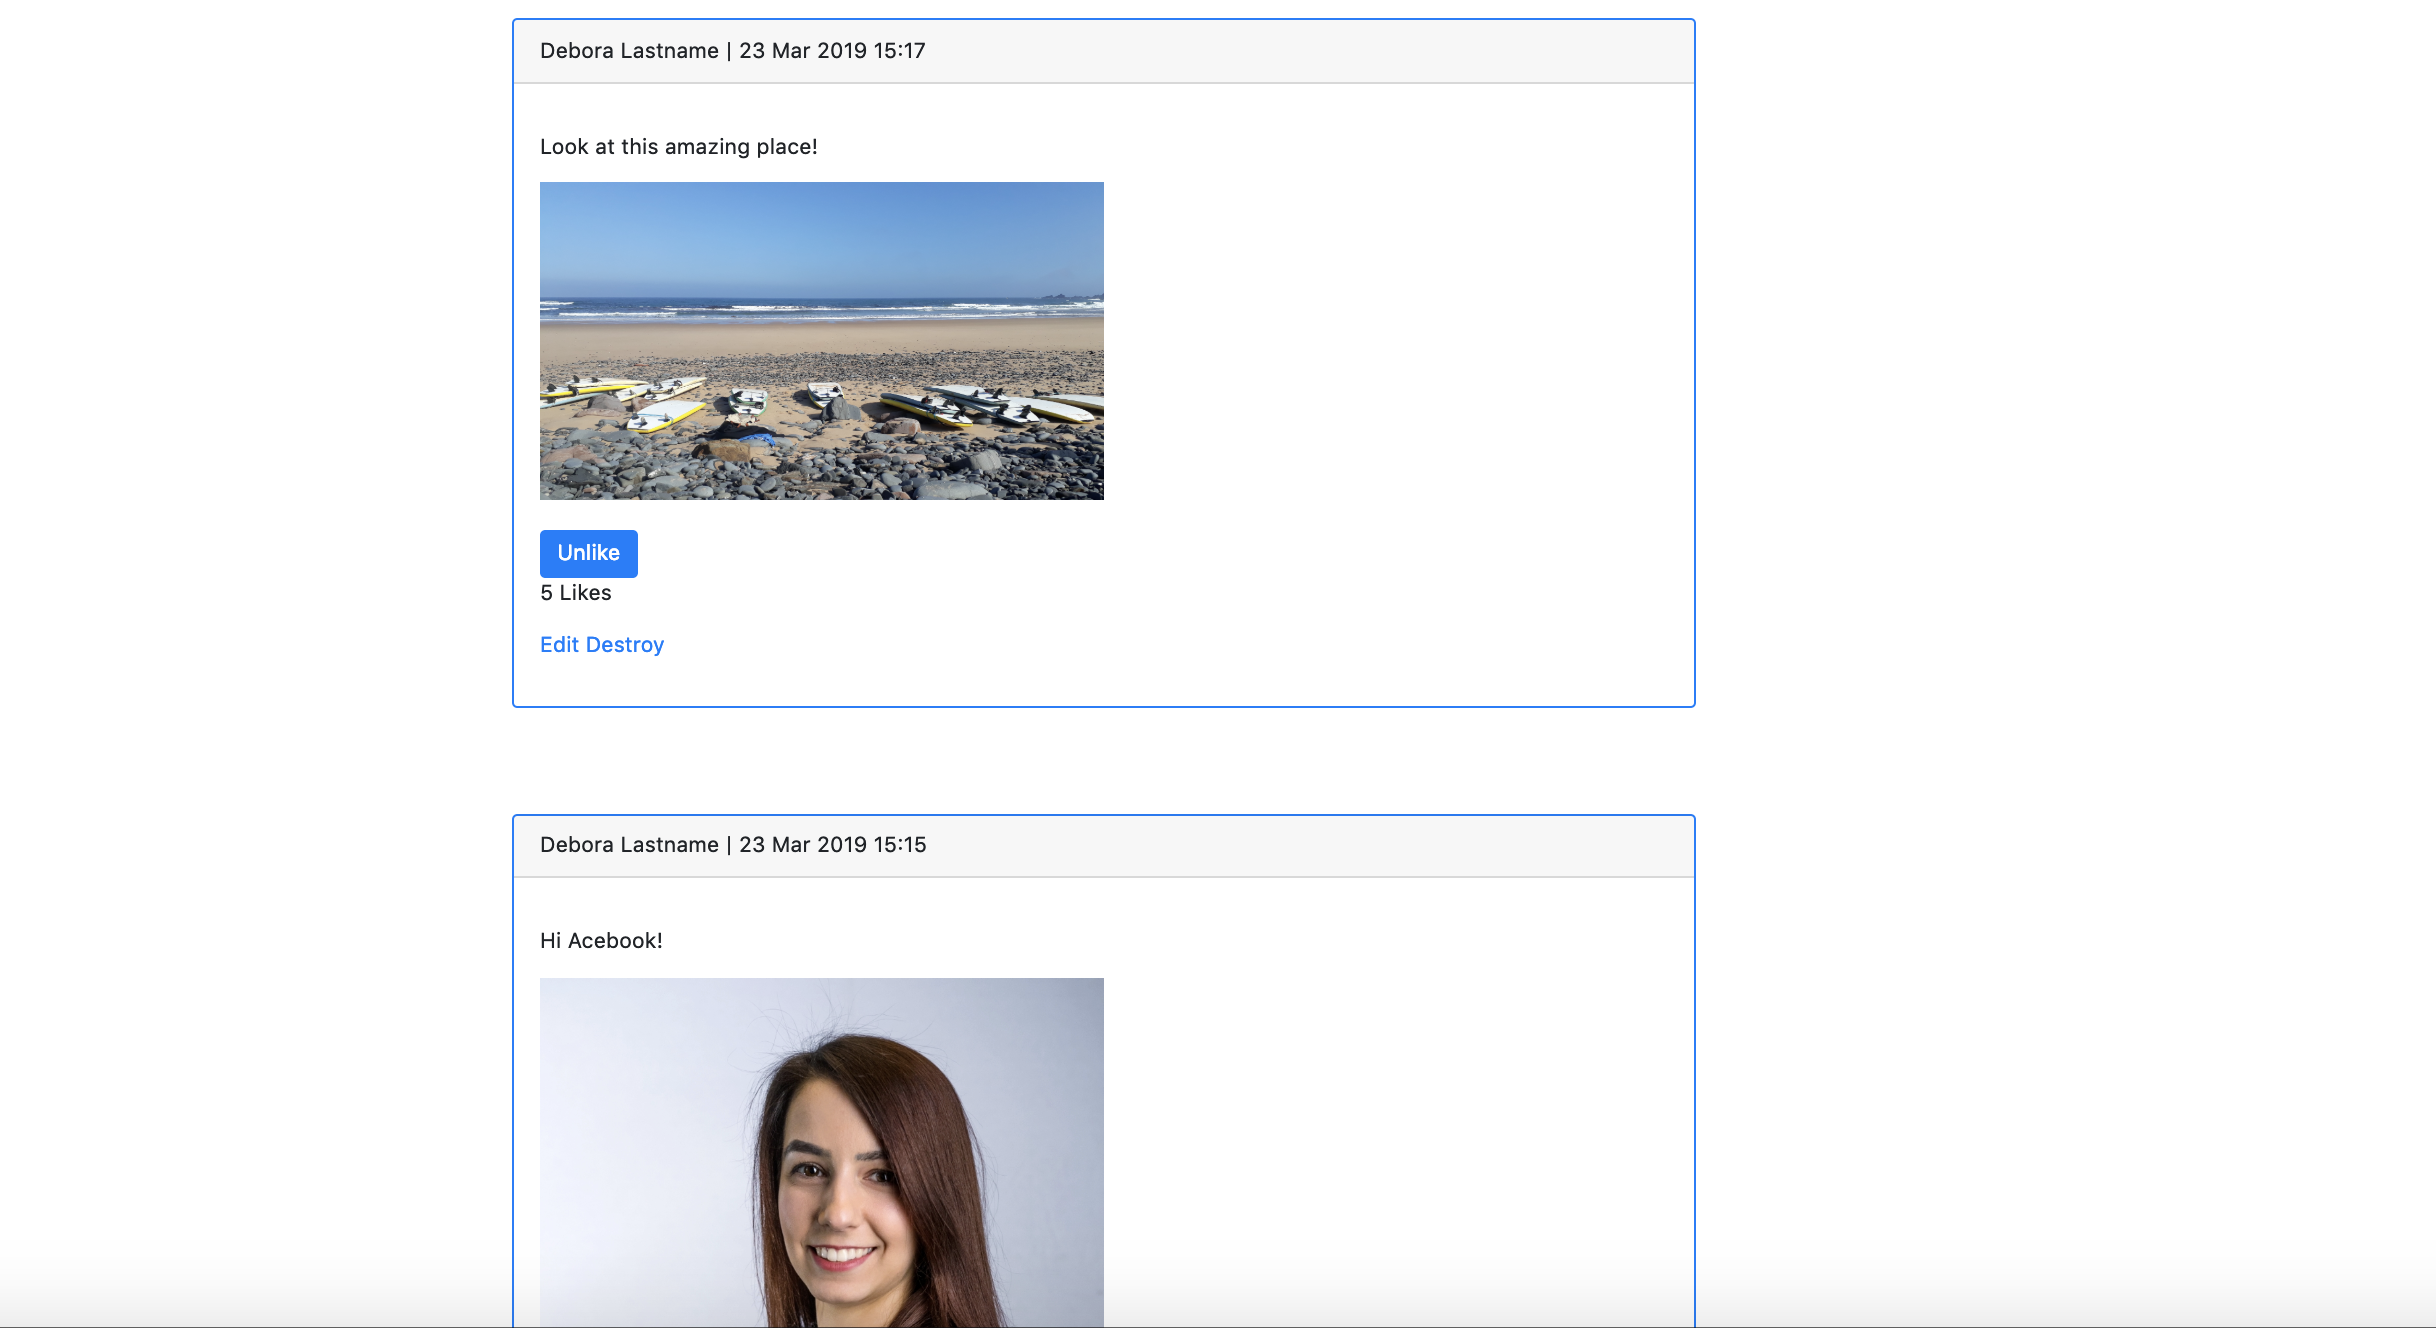 Debora Lastname | 23 Mar 2019 15:17
Look at this amazing place!
Unlike
5 Likes
Edit Destroy
Debora Lastname | 23 Mar 2019 15:15
Hi Acebook!